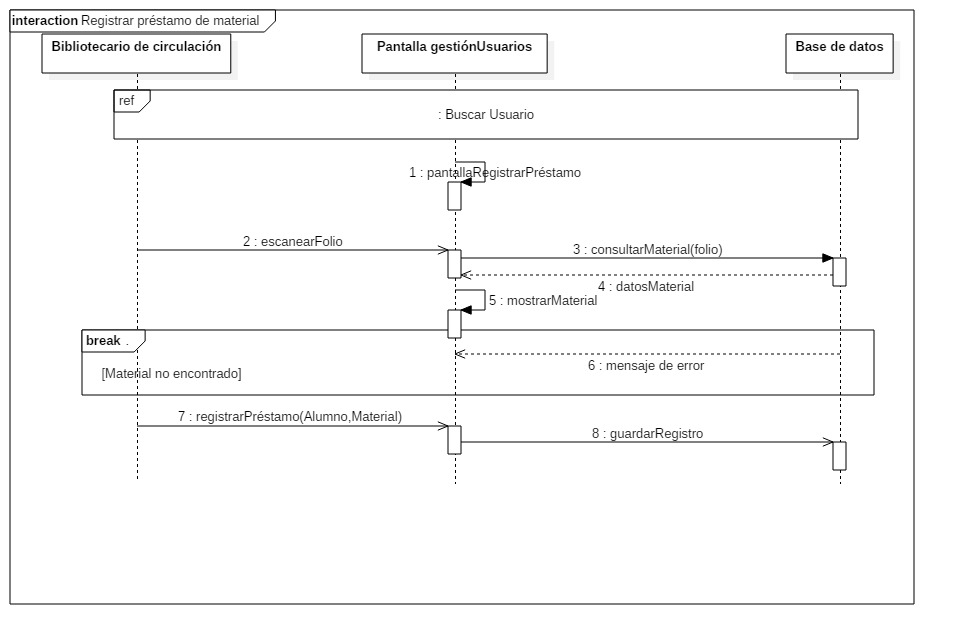 interaction Registrar préstamo de material
Bibliotecario de circulación
Pantalla gestiónUsuarios
Base de datos
ref
: Buscar Usuario
1 : pantallaRegistrarPréstamo
2 : escanearFolio
3 : consultarMaterial(folio)
4 : datosMaterial
5 : mostrarMaterial
break .
6 : mensaje de error
[Material no encontrado]
7 : registrarPréstamo(Alumno,Material)
8 : guardarRegistro